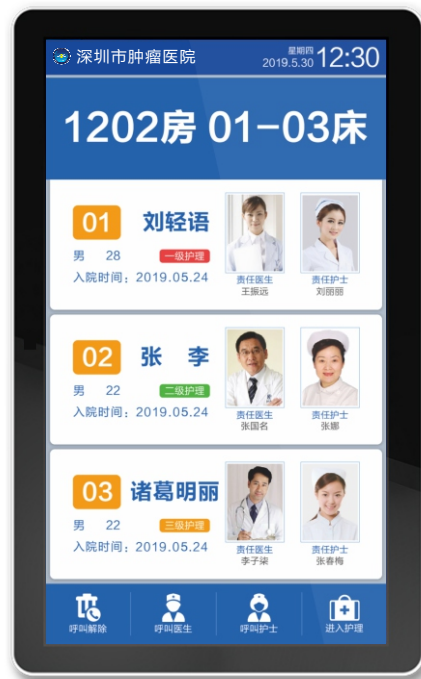 深圳市肿瘤医院
星期四
2019.5.30 12:30
1202房 01-03床
01 刘轻语
男 28 一级护理
入院时间：2019.05.24
责任医生 责任护士
王振远 刘丽丽
02 张 李
男 22 二级护理
入院时间：2019.05.24
责任医生 责任护士
张国名 张娜
03 诸葛明丽
男 22 三级护理
入院时间：2019.05.24
责任医生 责任护士
李子柒 张春梅
呼叫解除 呼叫医生 呼叫护士 进入护理